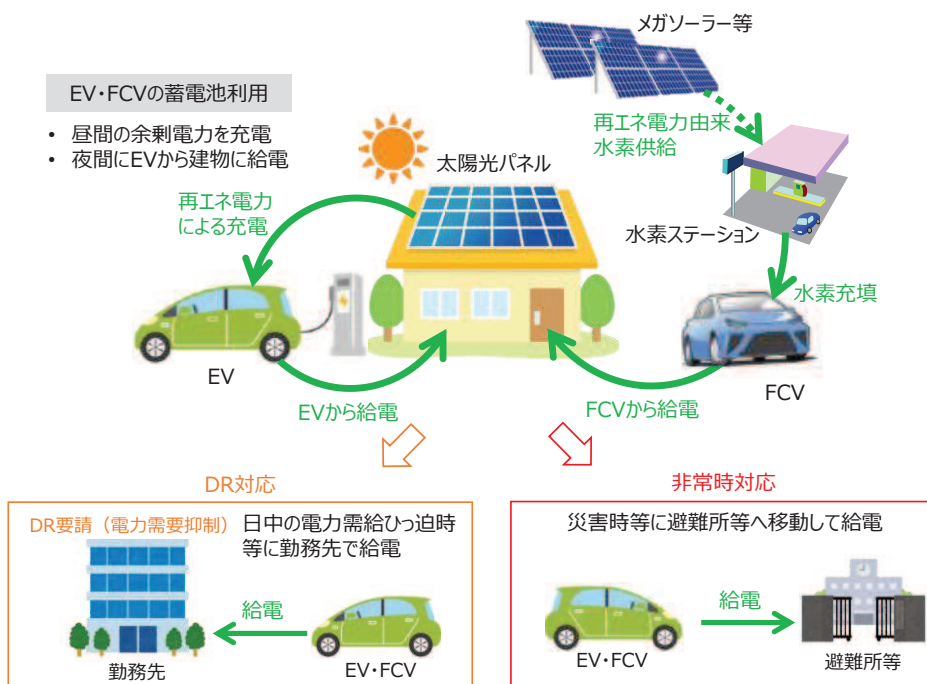 メガソーラー等
EV・FCVの蓄電池利用
• 昼間の余剰電力を充電
• 夜間にEVから建物に給電
再エネ電力由来
水素供給
太陽光パネル
再エネ電力
による充電
水素ステーション
水素充填
EV
FCV
EVから給電
FCVから給電
DR対応
DR要請（電力需要抑制）
日中の電力需給ひっ迫時
等に勤務先で給電
給電
勤務先
EV・FCV
非常時対応
災害時等に避難所等へ移動して給電
給電
EV・FCV
避難所等